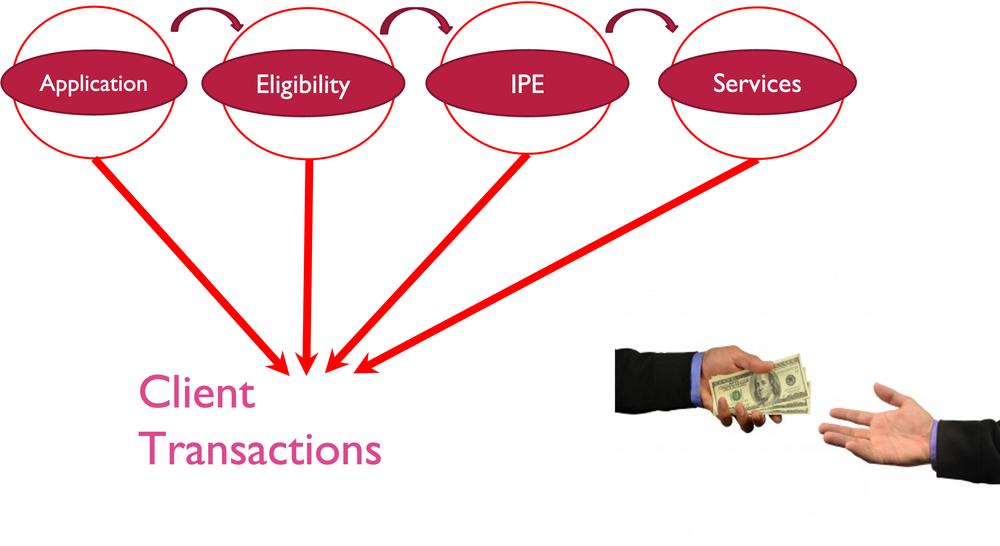 Application
Eligibility
IPE
Services
Client
Transactions